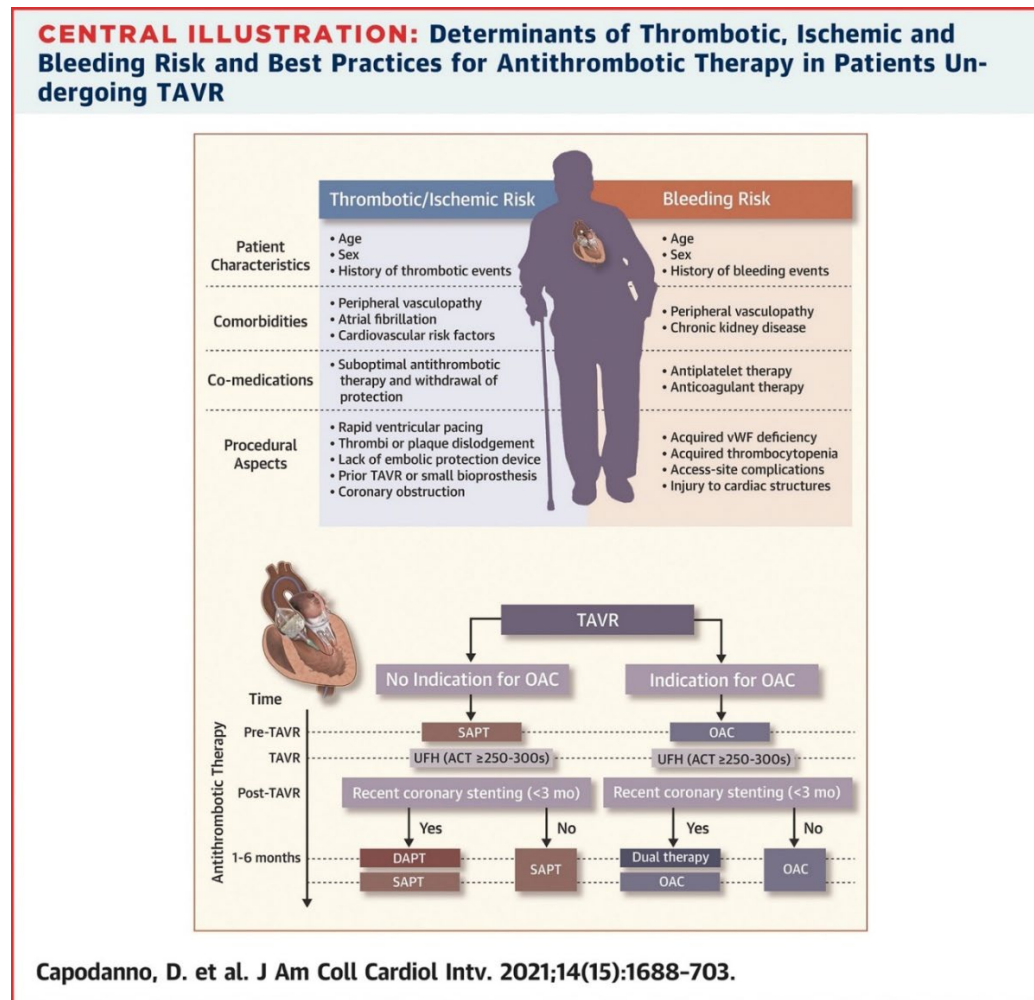 CENTRAL ILLUSTRATION: Determinants of Thrombotic, Ischemic and
Bleeding Risk and Best Practices for Antithrombotic Therapy in Patients Un-
dergoing TAVR
Thrombotic/Ischemic Risk
Bleeding Risk
Patient
Characteristics
• Age
• Sex
• History of thrombotic events
• Age
• Sex
• History of bleeding events
Comorbidities
• Peripheral vasculopathy
• Atrial fibrillation
• Cardiovascular risk factors
• Peripheral vasculopathy
• Chronic kidney disease
Co-medications
• Suboptimal antithrombotic
therapy and withdrawal of
protection
• Antiplatelet therapy
• Anticoagulant therapy
Procedural
Aspects
• Rapid ventricular pacing
• Thrombi or plaque dislodgement
• Lack of embolic protection device
• Prior TAVR or small bioprosthesis
• Coronary obstruction
• Acquired vWF deficiency
• Acquired thrombocytopenia
• Access-site complications
• Injury to cardiac structures
TAVR
No Indication for OAC
Indication for OAC
Time
Antithrombotic Therapy
Pre-TAVR
SAPT
OAC
TAVR
UFH (ACT ≥250-300s)
UFH (ACT ≥250-300s)
Post-TAVR
Recent coronary stenting (<3 mo)
Recent coronary stenting (<3 mo)
Yes
No
Yes
No
1-6 months
DAPT
SAPT
SAPT
Dual therapy
OAC
OAC
Capodanno, D. et al. J Am Coll Cardiol Intv. 2021;14(15):1688–703.